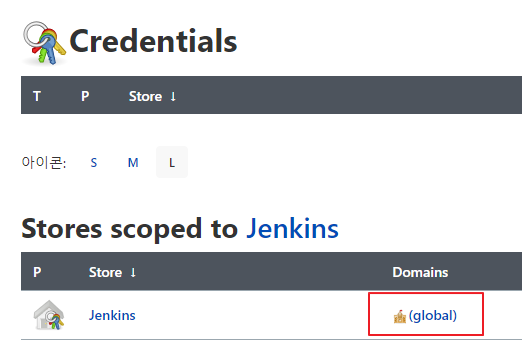 Credentials
T P Store ↓
아이콘: S M L
Stores scoped to Jenkins
P Store ↓ Domains
Jenkins (global)